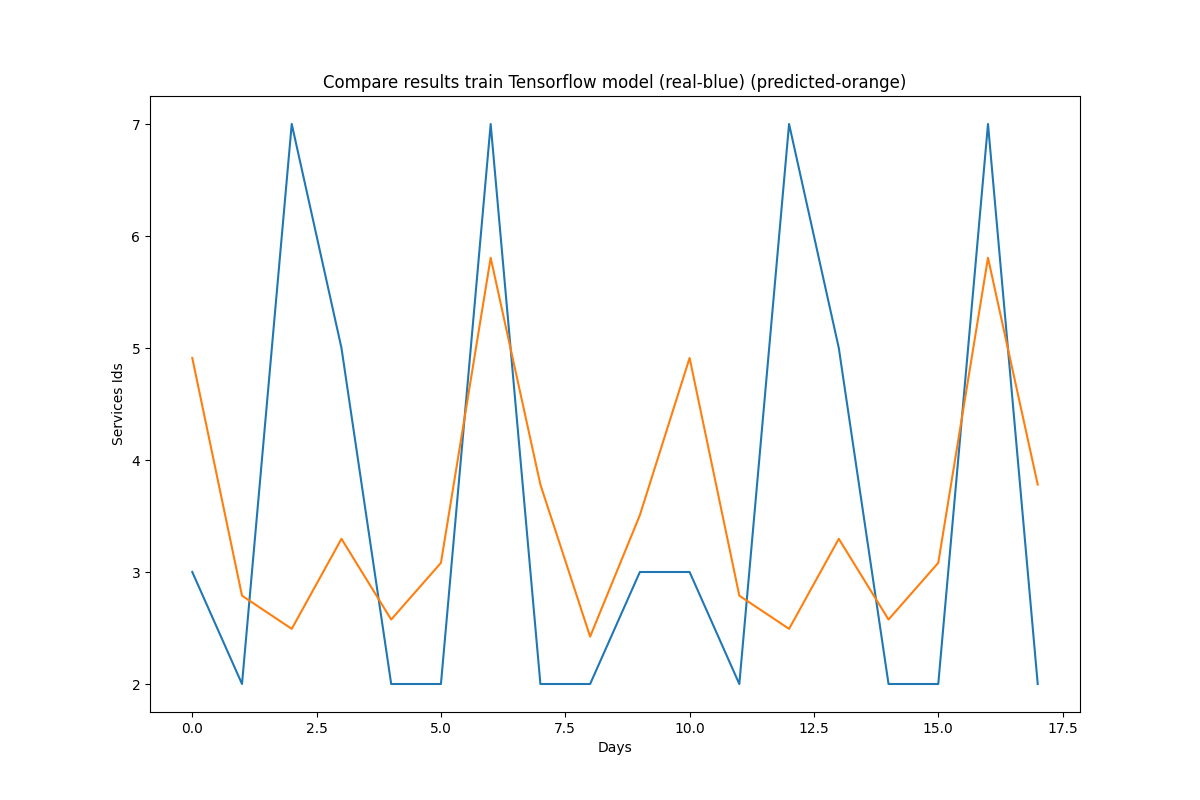 Compare results train Tensorflow model (real-blue) (predicted-orange)
7
6
5
4
3
2
Services Ids
0.0 2.5 5.0 7.5 10.0 12.5 15.0 17.5
Days